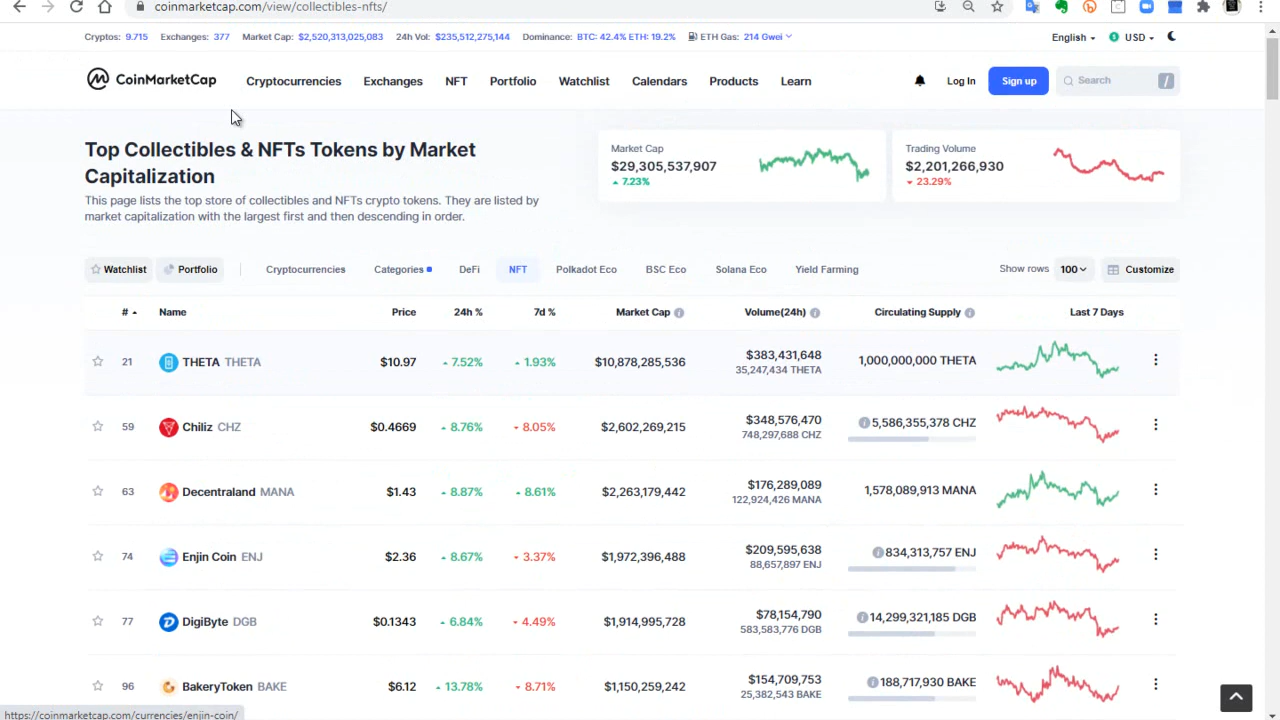 coinmarketcap.com/view/collectibles-nfts/
Cryptos: 9.715 Exchanges: 377 Market Cap: $2,520,313,025,083 24h Vol: $235,512,275,144 Dominance: BTC: 42.4% ETH: 19.2% ETH Gas: 214 Gwei English USD
CoinMarketCap Cryptocurrencies Exchanges NFT Portfolio Watchlist Calendars Products Learn Log In Sign up Search /
Top Collectibles & NFTs Tokens by Market
Capitalization
This page lists the top store of collectibles and NFTs crypto tokens. They are listed by
market capitalization with the largest first and then descending in order.
Market Cap
$29,305,537,907
7.23%
Trading Volume
$2,201,266,930
23.29%
Watchlist Portfolio Cryptocurrencies Categories DeFi NFT Polkadot Eco BSC Eco Solana Eco Yield Farming Show rows 100 Customize
# Name Price 24h % 7d % Market Cap Volume(24h) Circulating Supply Last 7 Days
21 THETA THETA $10.97 7.52% 1.93% $10,878,285,536 $383,431,648 1,000,000,000 THETA
35,247,434 THETA
59 Chiliz CHZ $0.4669 8.76% 8.05% $2,602,269,215 $348,576,470 5,586,355,378 CHZ
748,297,688 CHZ
63 Decentraland MANA $1.43 8.87% 8.61% $2,263,179,442 $176,289,089 1,578,089,913 MANA
122,924,426 MANA
74 Enjin Coin ENJ $2.36 8.67% 3.37% $1,972,396,488 $209,595,638 834,313,757 ENJ
88,657,897 ENJ
77 DigiByte DGB $0.1343 6.84% 4.49% $1,914,995,728 $78,154,790 14,299,321,185 DGB
583,583,776 DGB
96 BakeryToken BAKE $6.12 13.78% 8.71% $1,150,259,242 $154,709,753 188,717,930 BAKE
25,382,543 BAKE
https://coinmarketcap.com/currencies/enjin-coin/